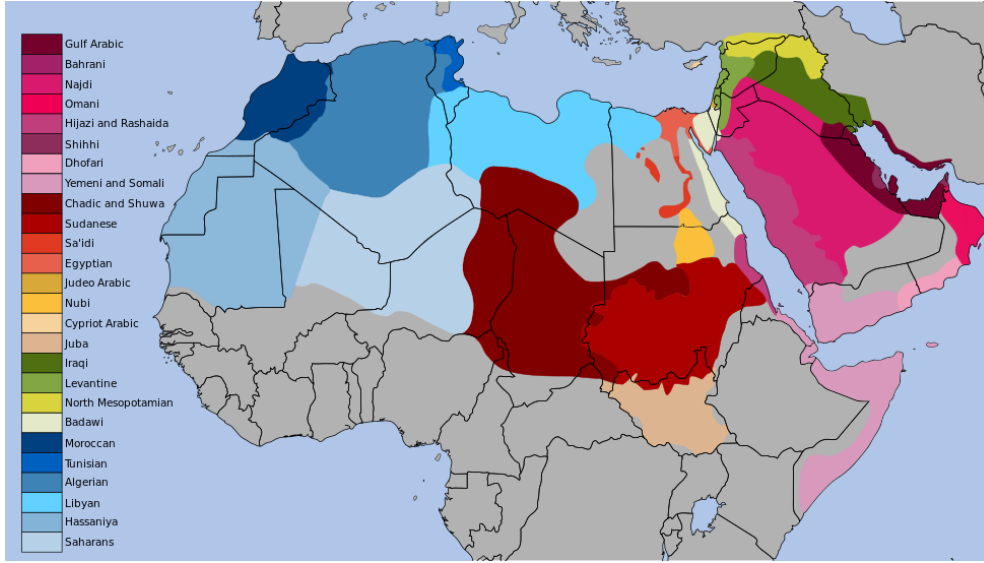 Gulf Arabic
Bahrani
Najdi
Omani
Hijazi and Rashaida
Shihhi
Dhofari
Yemeni and Somali
Chadic and Shuwa
Sudanese
Sa'idi
Egyptian
Judeo Arabic
Nubi
Cypriot Arabic
Juba
Iraqi
Levantine
North Mesopotamian
Badawi
Moroccan
Tunisian
Algerian
Libyan
Hassaniya
Saharans